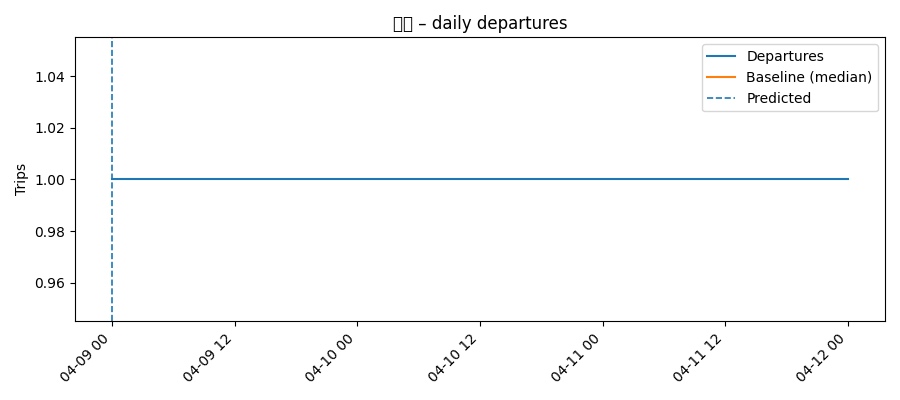 – daily departures
Departures
Baseline (median)
Predicted
Trips
1.04
1.02
1.00
0.98
0.96
04-09 00
04-09 12
04-10 00
04-10 12
04-11 00
04-11 12
04-12 00